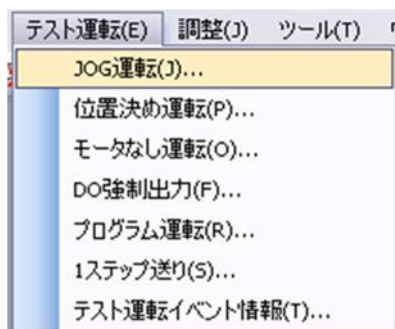 テスト運転(E) 調整(J) ツール(T)
JOG運転(J)...
位置決め運転(P)...
モータなし運転(O)...
DO強制出力(F)...
プログラム運転(R)...
1ステップ送り(S)...
テスト運転イベント情報(T)...